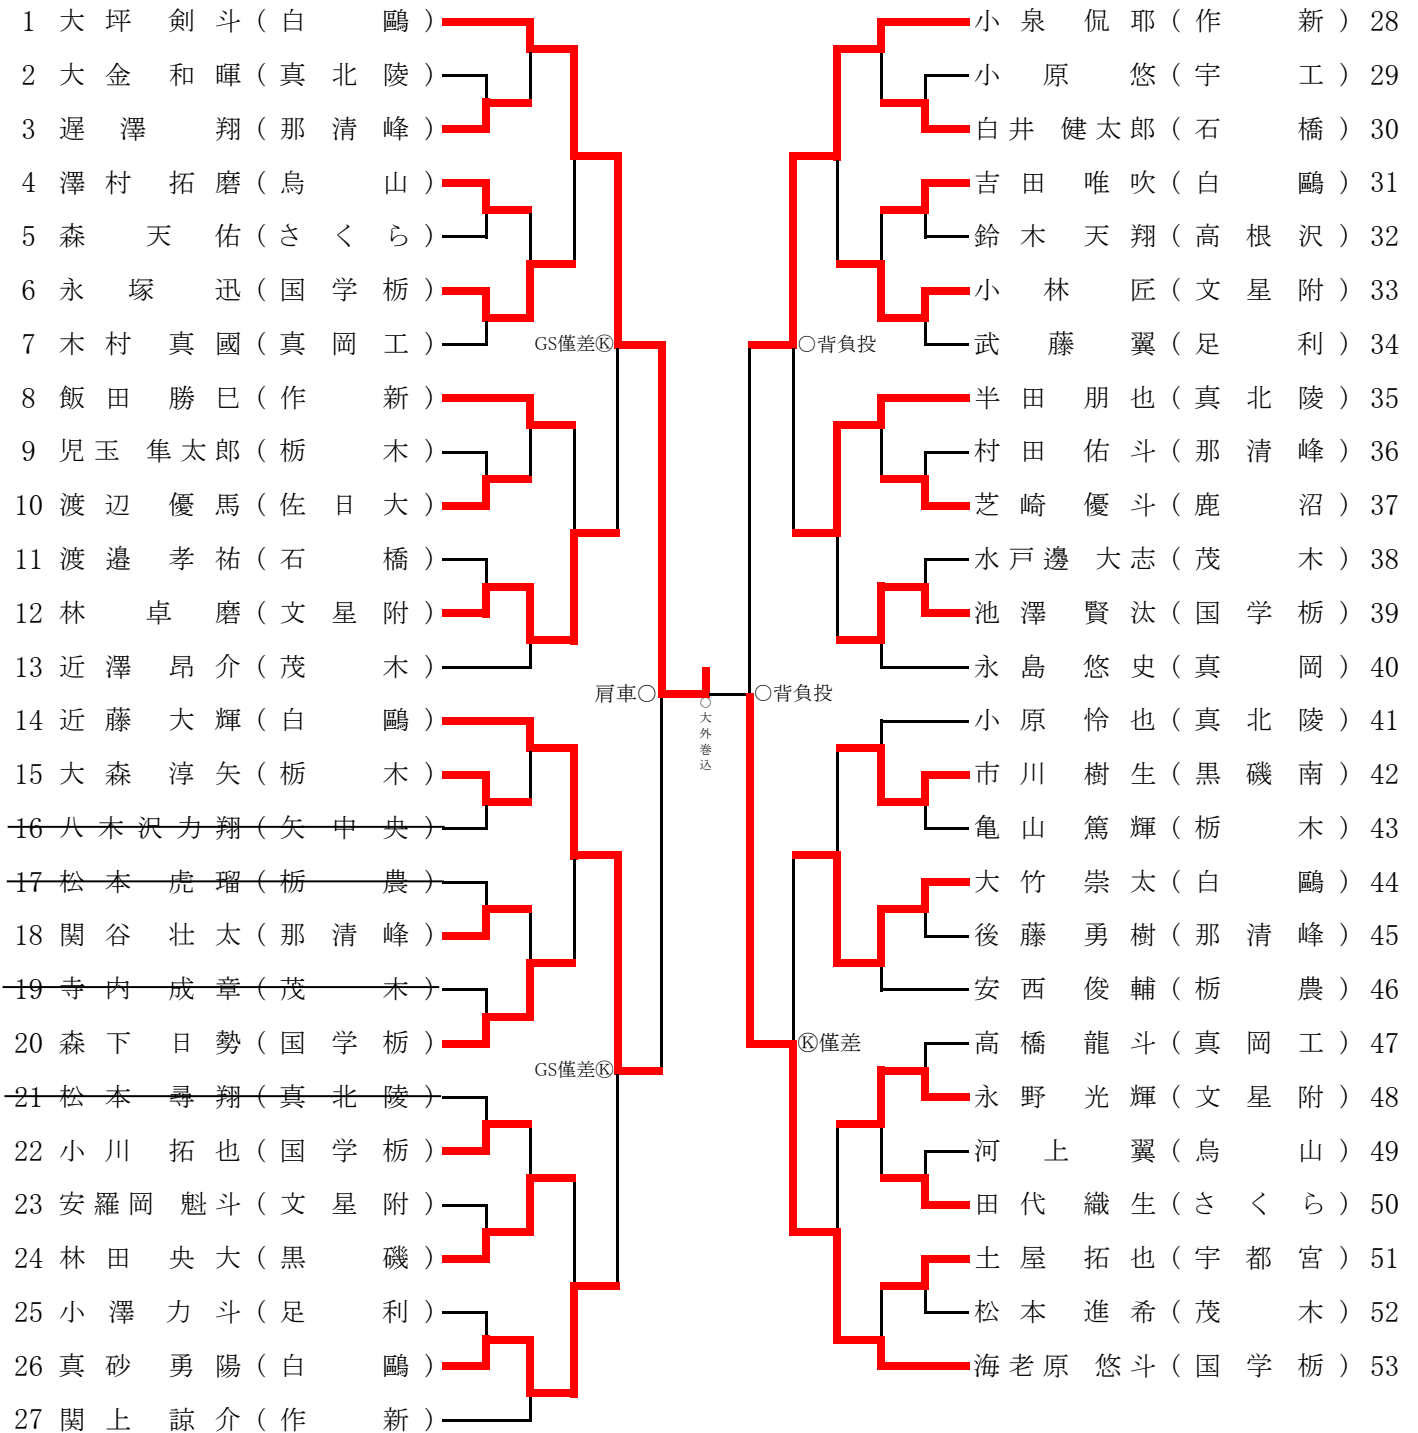 1 大坪 剣斗(白鷗)
2 大金 和暉(真北陵)
3 遅澤 翔(那清峰)
4 澤村 拓磨(烏山)
5 森 天佑(さくら)
6 永塚 迅(国学栃)
7 木村 真國(真岡工)
8 飯田 勝巳(作新)
9 児玉 隼太郎(栃木)
10 渡辺 優馬(佐日大)
11 渡邉 孝祐(石橋)
12 林 卓磨(文星附)
13 近澤 昂介(茂木)
14 近藤 大輝(白鷗)
15 大森 淳矢(栃木)
16 八木沢力翔(矢中央)
17 松本 虎瑠(栃農)
18 関谷 壮太(那清峰)
19 寺内 成章(茂木)
20 森下 日勢(国学栃)
21 松本 尋翔(真北陵)
22 小川 拓也(国学栃)
23 安羅岡 魁斗(文星附)
24 林田 央大(黒磯)
25 小澤 力斗(足利)
26 真砂 勇陽(白鷗)
27 関上 諒介(作新)
GS僅差Ⓚ
肩車○
GS僅差Ⓚ
○大外巻込
○背負投
○背負投
Ⓚ僅差
小泉 侃耶(作新) 28
小原 悠(宇工) 29
白井 健太郎(石橋) 30
吉田 唯吹(白鷗) 31
鈴木 天翔(高根沢) 32
小林 匠(文星附) 33
武藤 翼(足利) 34
半田 朋也(真北陵) 35
村田 佑斗(那清峰) 36
芝崎 優斗(鹿沼) 37
水戸邊 大志(茂木) 38
池澤 賢汰(国学栃) 39
永島 悠史(真岡) 40
小原 怜也(真北陵) 41
市川 樹生(黒磯南) 42
亀山 篤輝(栃木) 43
大竹 崇太(白鷗) 44
後藤 勇樹(那清峰) 45
安西 俊輔(栃農) 46
高橋 龍斗(真岡工) 47
永野 光輝(文星附) 48
河上 翼(烏山) 49
田代 織生(さくら) 50
土屋 拓也(宇都宮) 51
松本 進希(茂木) 52
海老原 悠斗(国学栃) 53